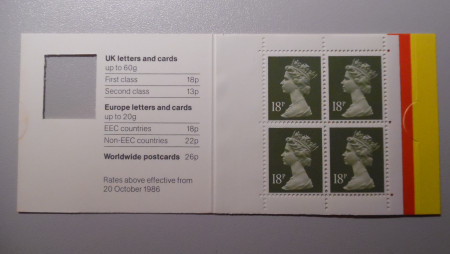 UK letters and cards
up to 60g
First class 18p
Second class 13p
Europe letters and cards
up to 20g
EEC countries 18p
Non-EEC countries 22p
Worldwide postcards 26p
Rates above effective from
20 October 1986
18P 18P
18P 18P